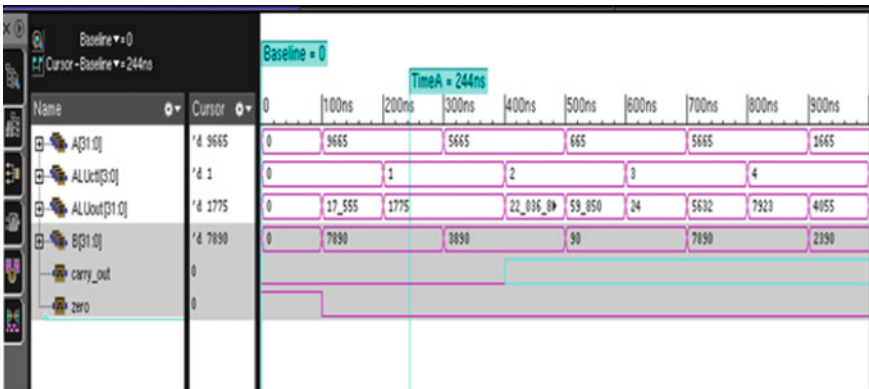 Baseline▼=0
Cursor-Baseline▼=244ns
Baseline = 0
TimeA = 244ns
Name Cursor 0 100ns 200ns 300ns 400ns 500ns 600ns 700ns 800ns 900ns
A[31:0] 'd 9665 0 9665 5665 665 5665 1665
ALUctl[3:0] 'd 1 0 1 2 3 4
ALUout[31:0] 'd 1775 0 17_555 1775 22_036_8 59_850 24 5632 7923 4055
B[31:0] 'd 7890 0 7890 3890 90 7890 2390
carry_out 0
zero 0